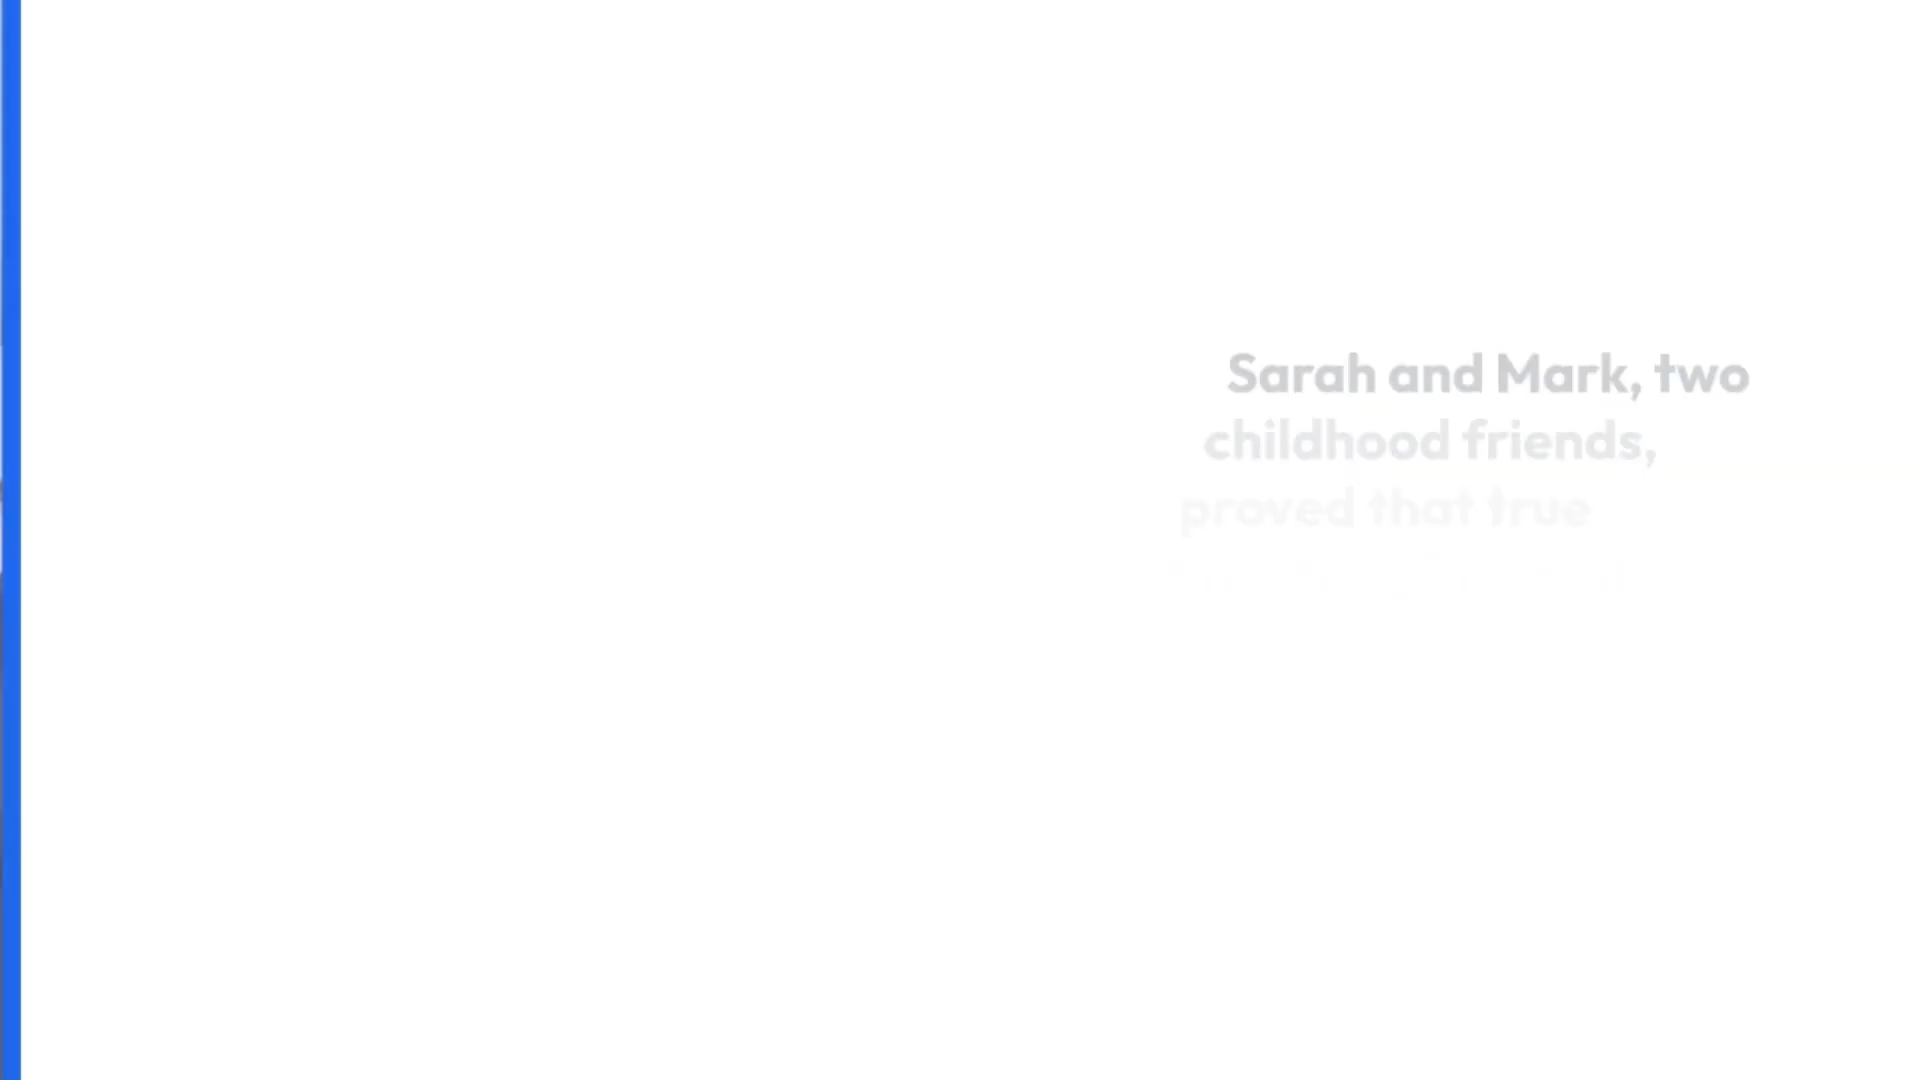 Sarah and Mark, two
childhood friends,
proved that true